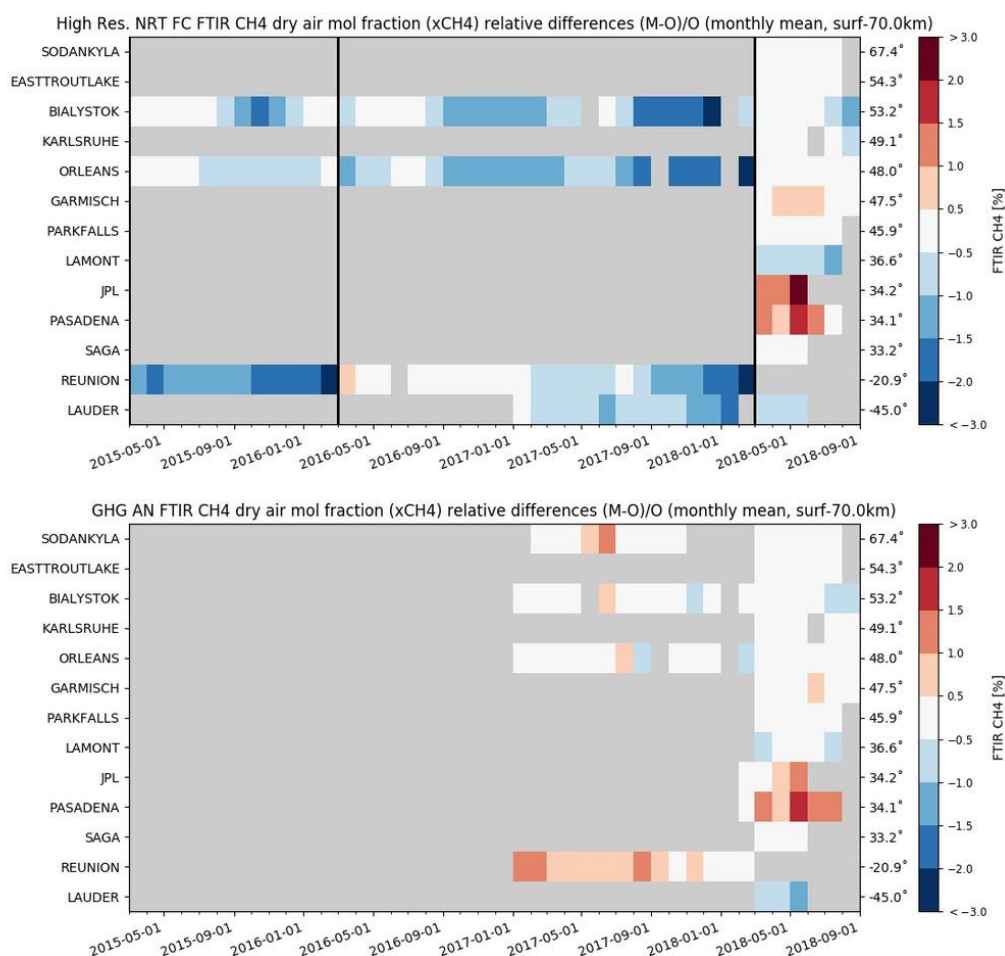 High Res. NRT FC FTIR CH4 dry air mol fraction (xCH4) relative differences (M-O)/O (monthly mean, surf-70.0km)
SODANKYLA
EASTTROUTLAKE
BIALYSTOK
KARLSRUHE
ORLEANS
GARMISCH
PARKFALLS
LAMONT
JPL
PASADENA
SAGA
REUNION
LAUDER
67.4˚
54.3˚
53.2˚
49.1˚
48.0˚
47.5˚
45.9˚
36.6˚
34.2˚
34.1˚
33.2˚
-20.9˚
-45.0˚
> 3.0
2.0
1.5
1.0
0.5
−0.5
−1.0
−1.5
−2.0
< −3.0
FTIR CH4 [%]
2015-05-01
2015-09-01
2016-01-01
2016-05-01
2016-09-01
2017-01-01
2017-05-01
2017-09-01
2018-01-01
2018-05-01
2018-09-01
GHG AN FTIR CH4 dry air mol fraction (xCH4) relative differences (M-O)/O (monthly mean, surf-70.0km)
SODANKYLA
EASTTROUTLAKE
BIALYSTOK
KARLSRUHE
ORLEANS
GARMISCH
PARKFALLS
LAMONT
JPL
PASADENA
SAGA
REUNION
LAUDER
67.4˚
54.3˚
53.2˚
49.1˚
48.0˚
47.5˚
45.9˚
36.6˚
34.2˚
34.1˚
33.2˚
-20.9˚
-45.0˚
> 3.0
2.0
1.5
1.0
0.5
−0.5
−1.0
−1.5
−2.0
< −3.0
FTIR CH4 [%]
2015-05-01
2015-09-01
2016-01-01
2016-05-01
2016-09-01
2017-01-01
2017-05-01
2017-09-01
2018-01-01
2018-05-01
2018-09-01